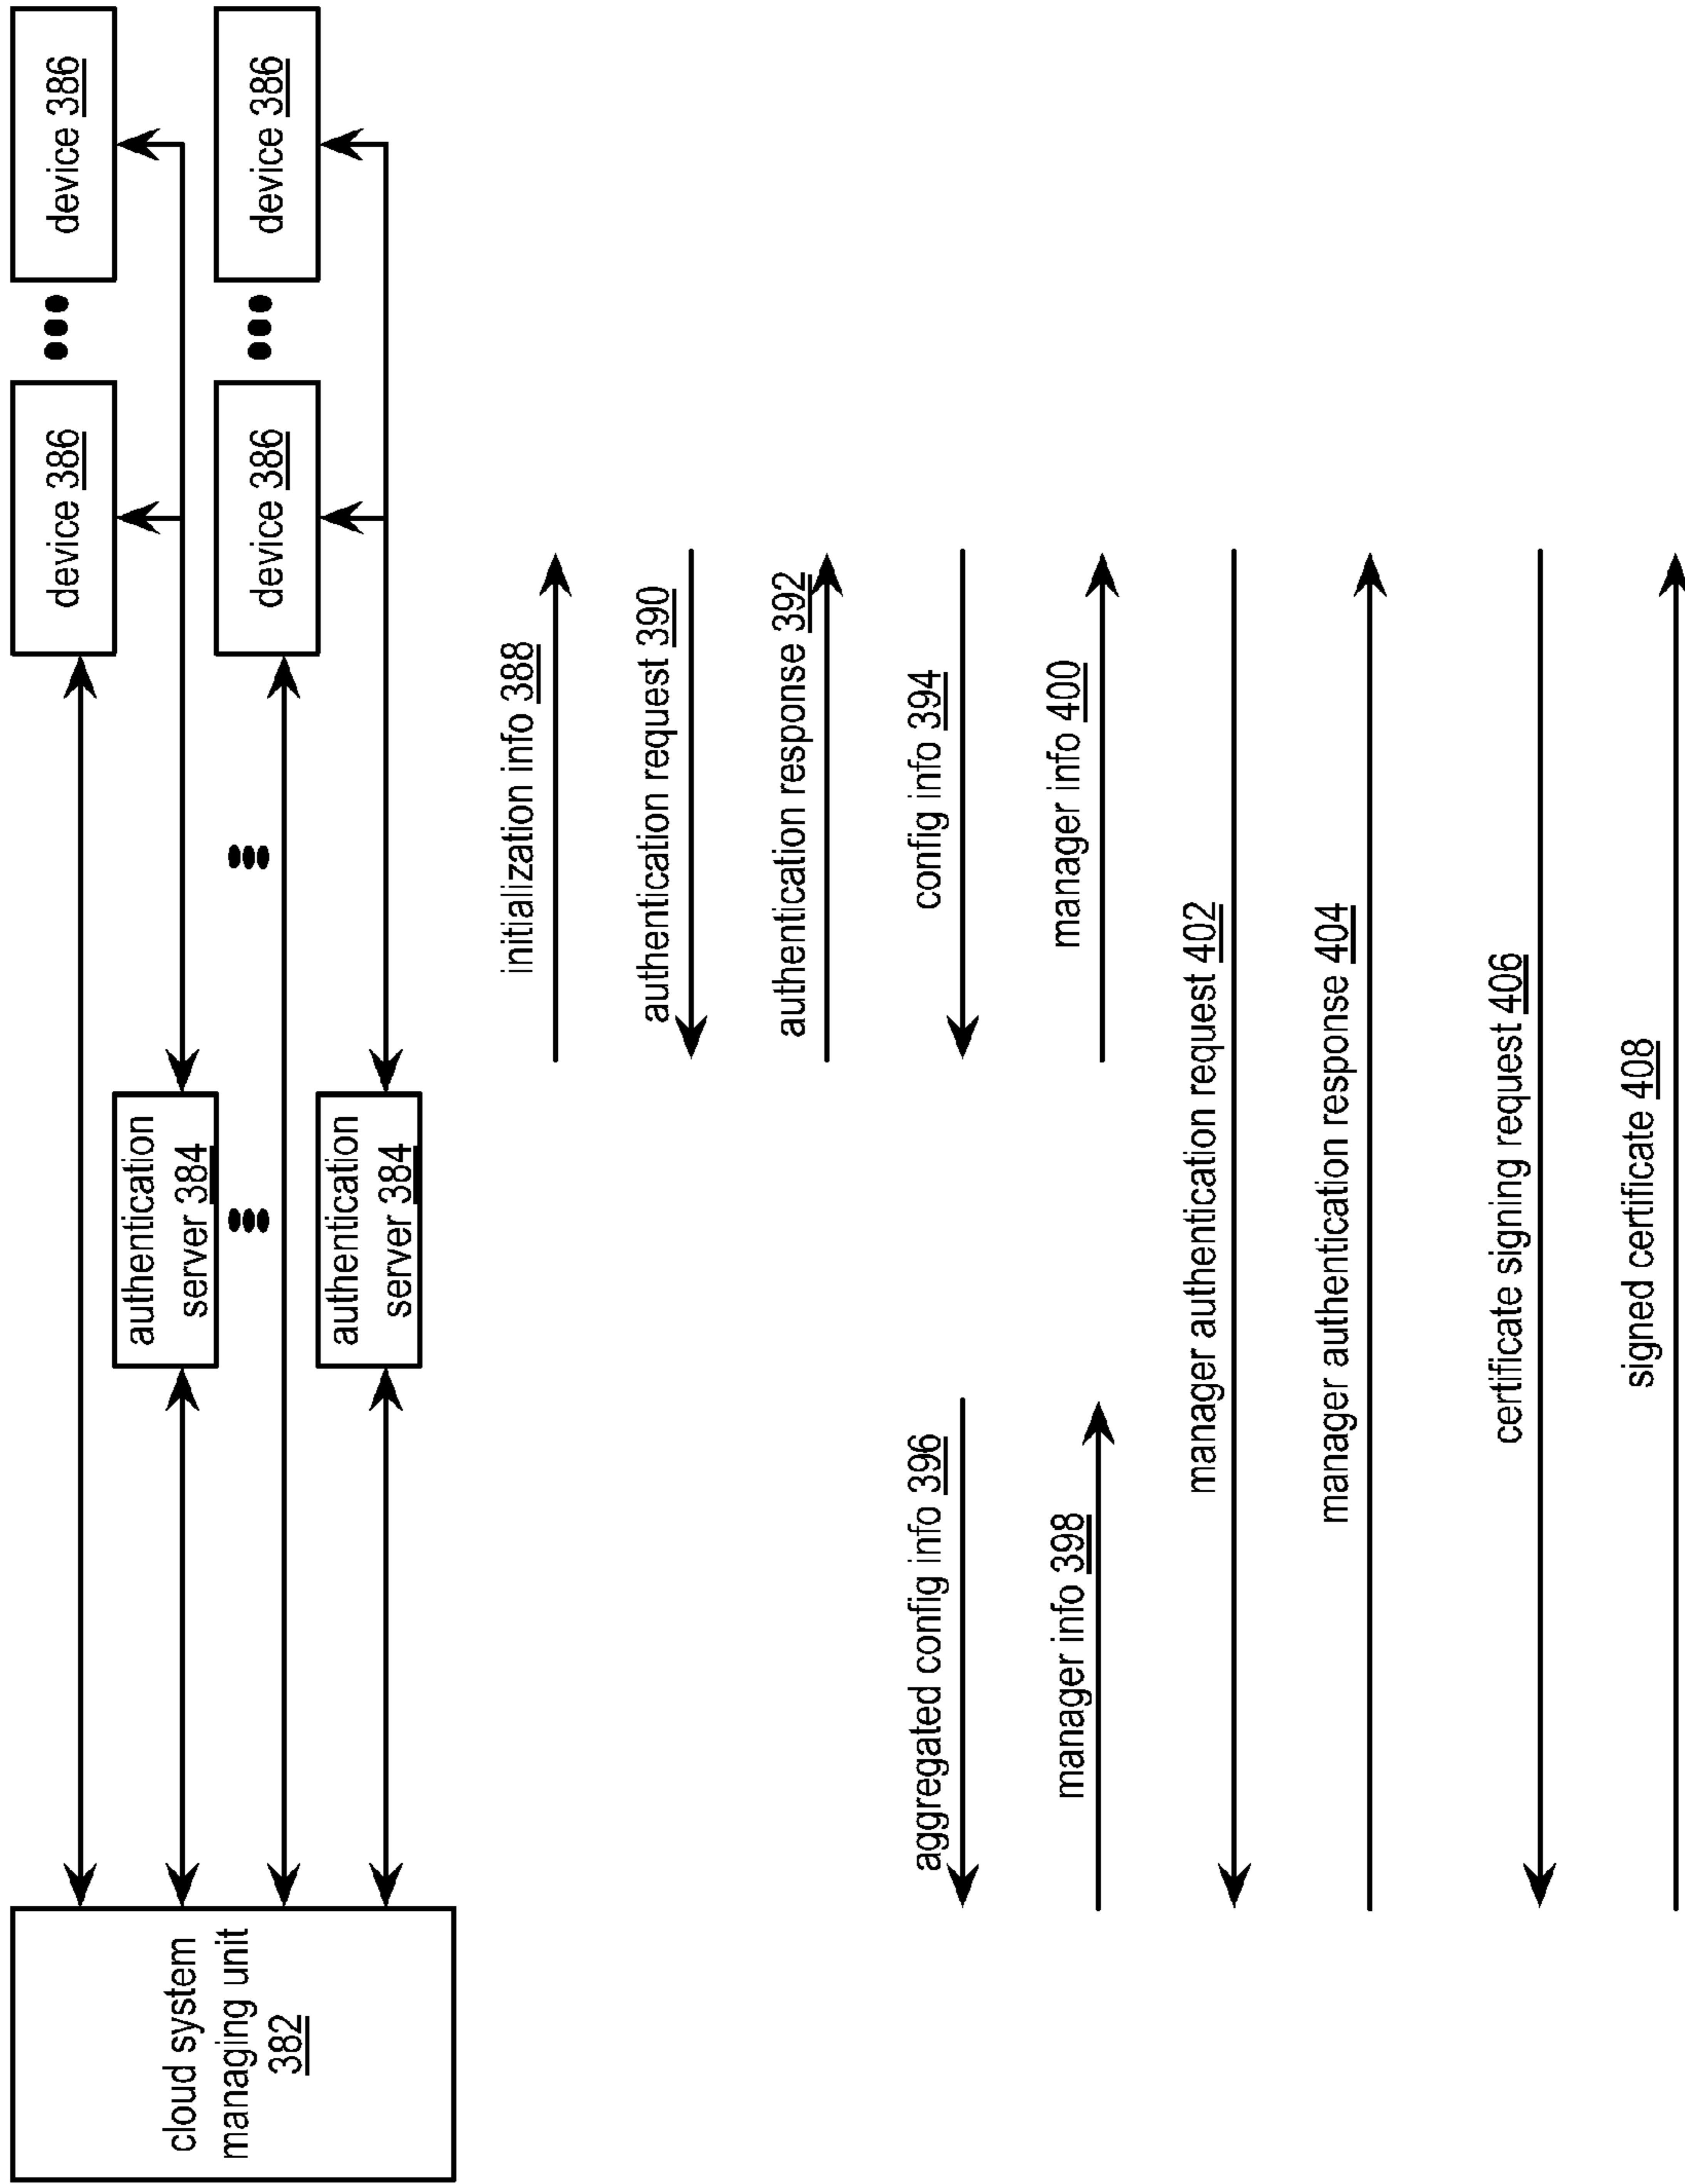 cloud system
managing unit
382
authentication
server 384
authentication
server 384
device 386
device 386
device 386
device 386
initialization info 388
authentication request 390
authentication response 392
aggregated config info 396
config info 394
manager info 398
manager info 400
manager authentication request 402
manager authentication response 404
certificate signing request 406
signed certificate 408